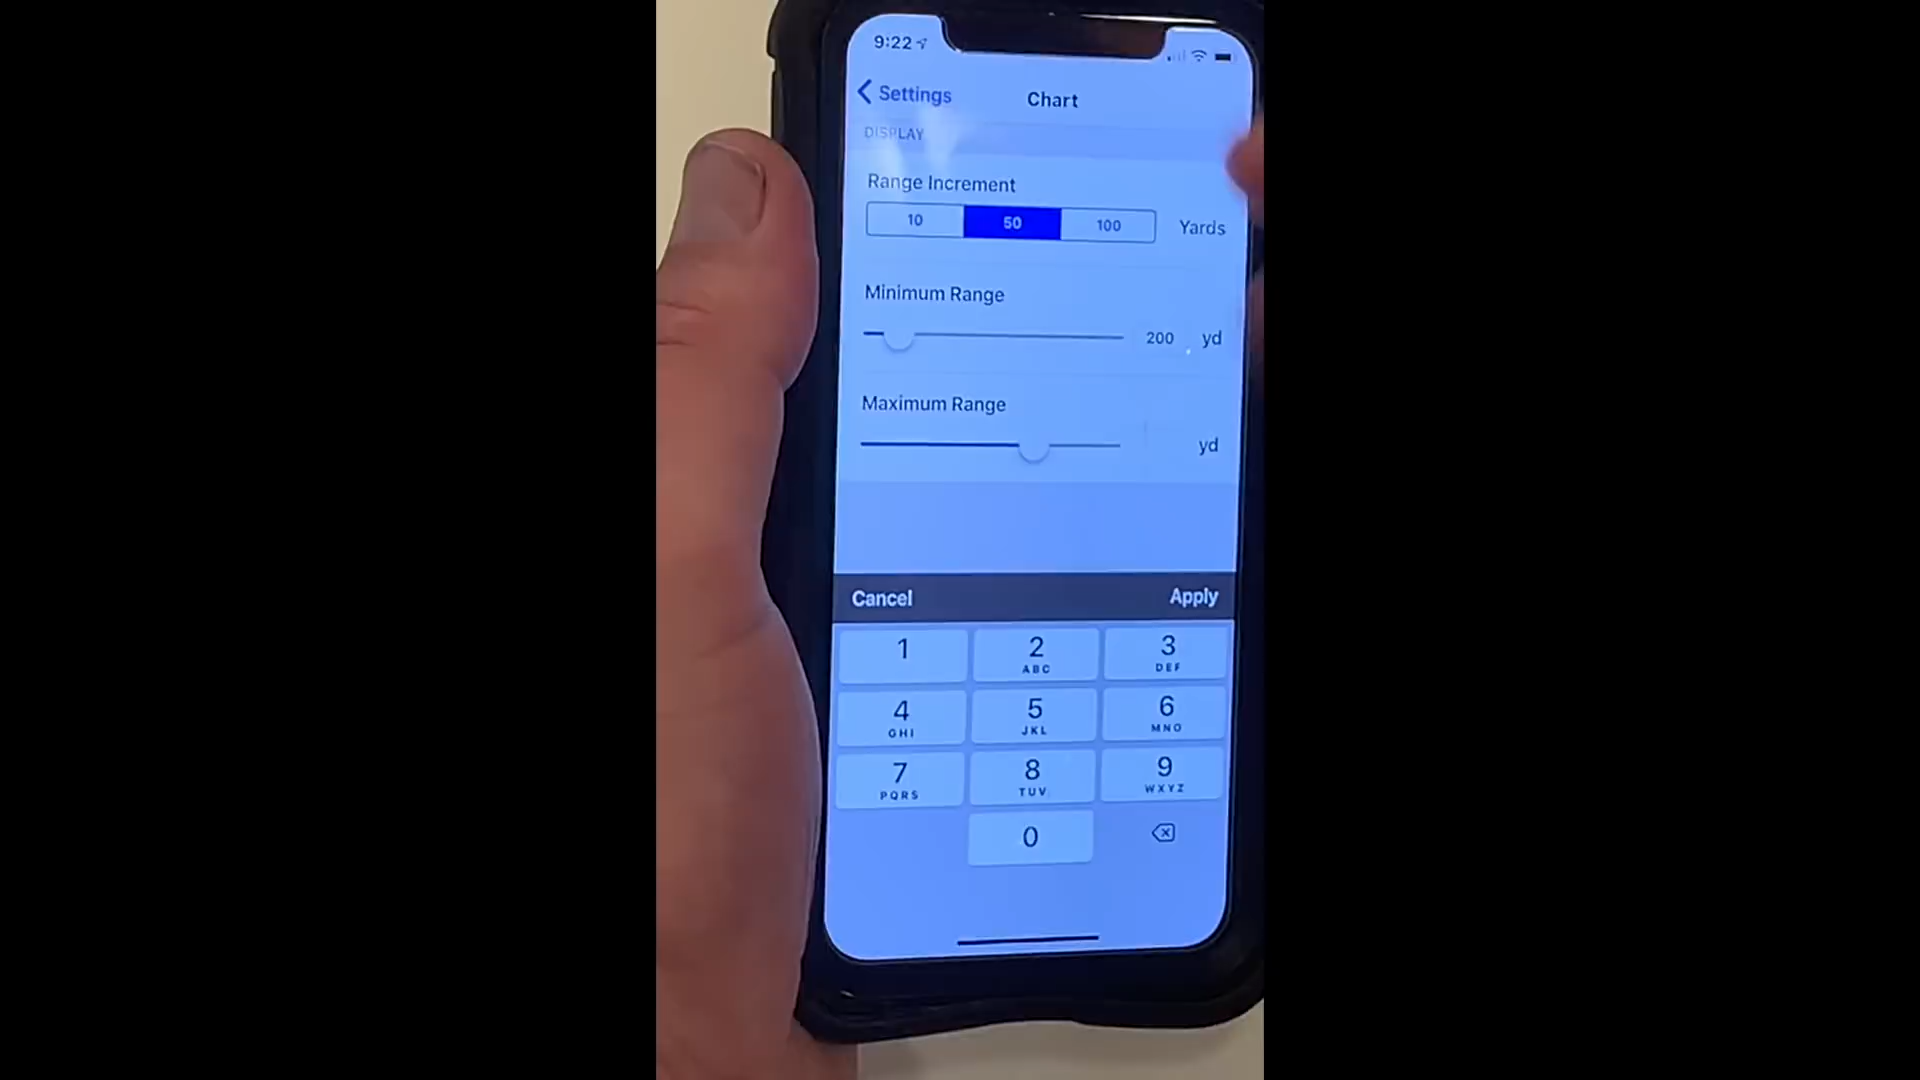 9:22
Settings
Chart
DISPLAY
Range Increment
10 50 100 Yards
Minimum Range
200 yd
Maximum Range
yd
Cancel Apply
1 2 3
ABC DEF
4 5 6
GHI JKL MNO
7 8 9
PQRS TUV WXYZ
0